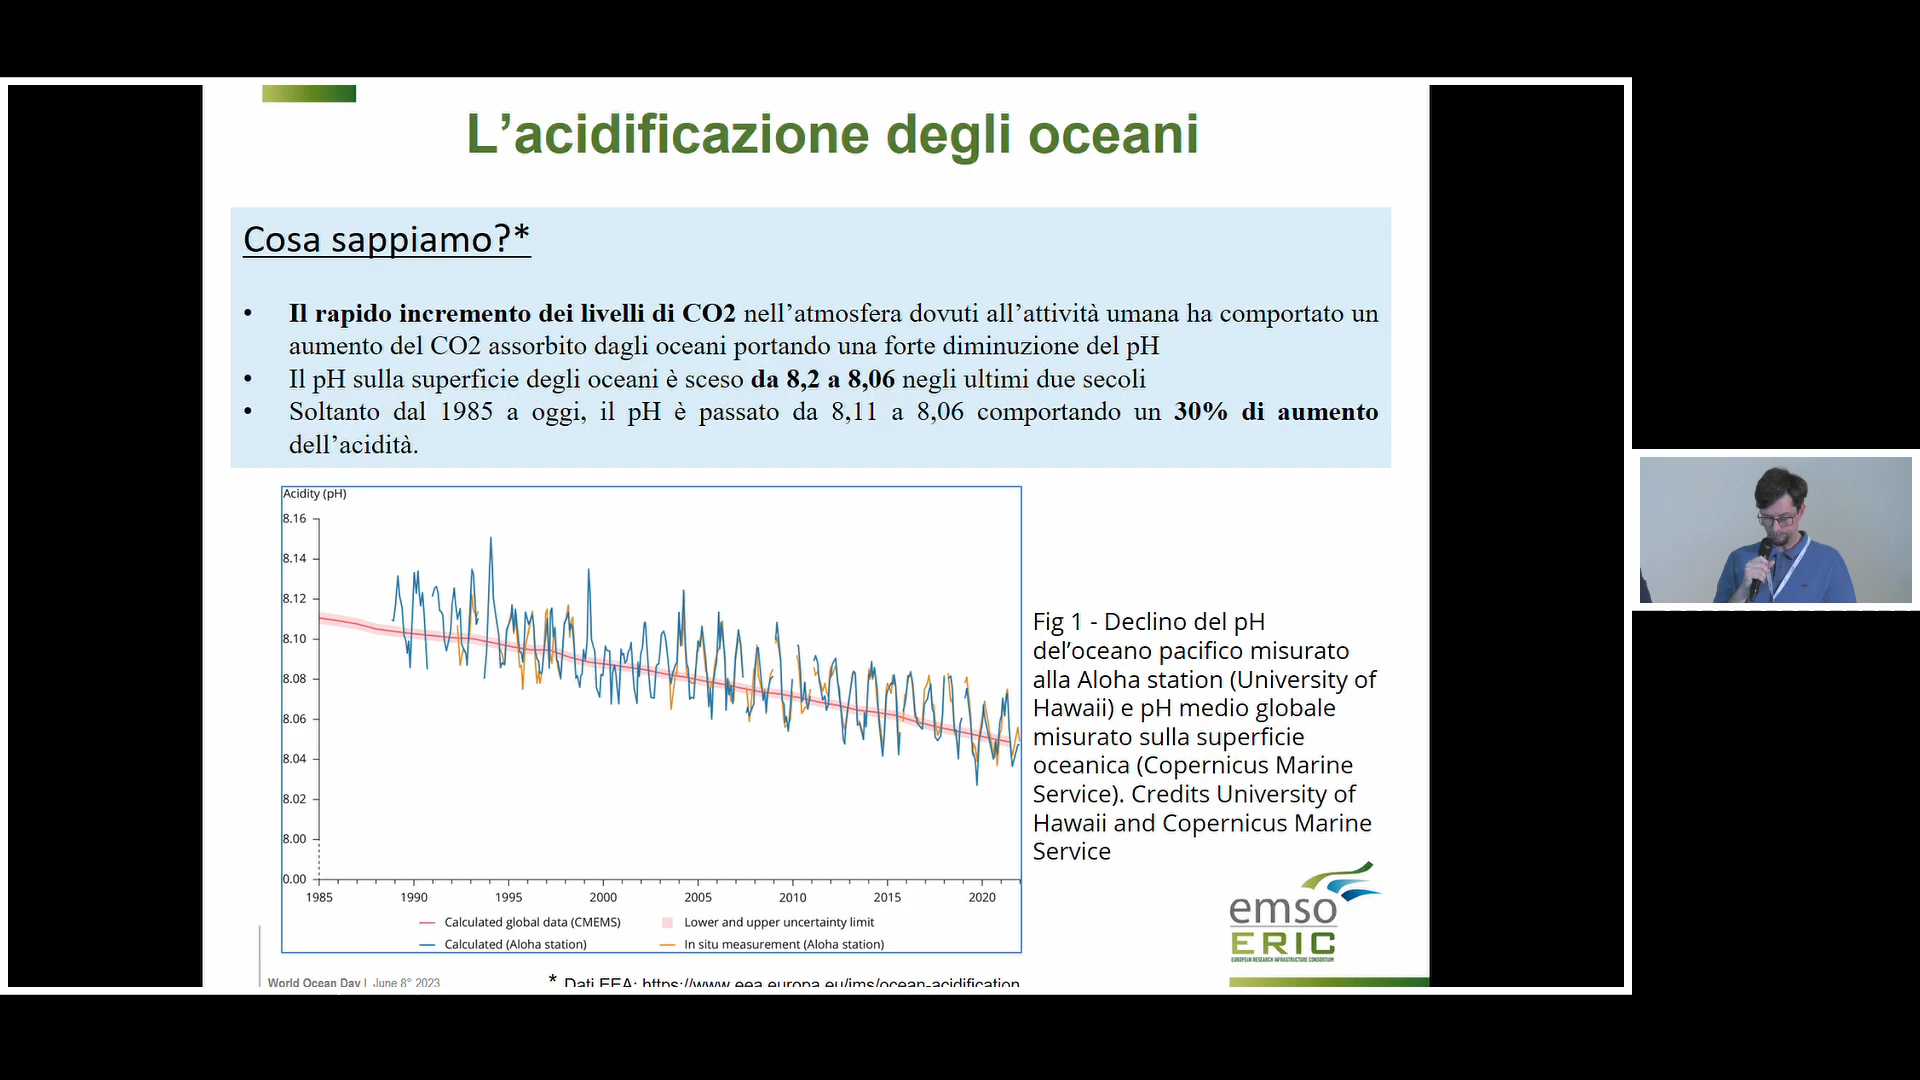 L’acidificazione degli oceani
Cosa sappiamo?*
• Il rapido incremento dei livelli di CO2 nell’atmosfera dovuti all’attività umana ha comportato un
aumento del CO2 assorbito dagli oceani portando una forte diminuzione del pH
• Il pH sulla superficie degli oceani è sceso da 8,2 a 8,06 negli ultimi due secoli
• Soltanto dal 1985 a oggi, il pH è passato da 8,11 a 8,06 comportando un 30% di aumento
dell’acidità.
Acidity (pH)
8.16
8.14
8.12
8.10
8.08
8.06
8.04
8.02
8.00
0.00
1985 1990 1995 2000 2005 2010 2015 2020
Calculated global data (CMEMS) Lower and upper uncertainty limit
Calculated (Aloha station) In situ measurement (Aloha station)
Fig 1 - Declino del pH
del’oceano pacifico misurato
alla Aloha station (University of
Hawaii) e pH medio globale
misurato sulla superficie
oceanica (Copernicus Marine
Service). Credits University of
Hawaii and Copernicus Marine
Service
emso
ERIC
EUROPEAN RESEARCH INFRASTRUCTURE CONSORTIUM
World Ocean Day | June 8° 2023
* Dati EEA: https://www.eea.europa.eu/ims/ocean-acidification